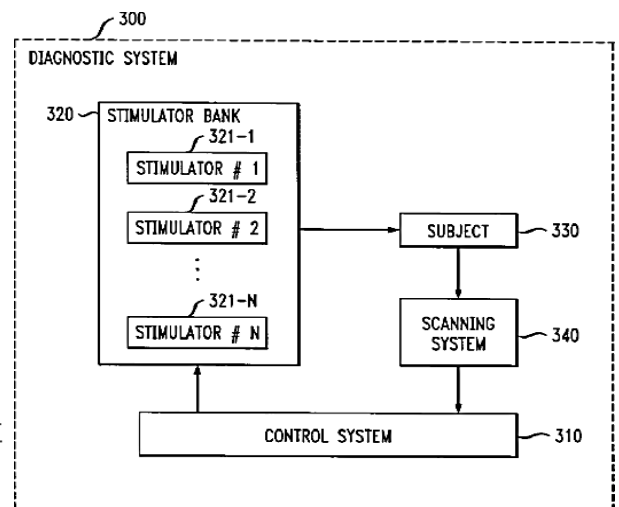 300
DIAGNOSTIC SYSTEM
320
STIMULATOR BANK
321-1
STIMULATOR # 1
321-2
STIMULATOR # 2
321-N
STIMULATOR # N
SUBJECT
330
SCANNING
SYSTEM
340
CONTROL SYSTEM
310